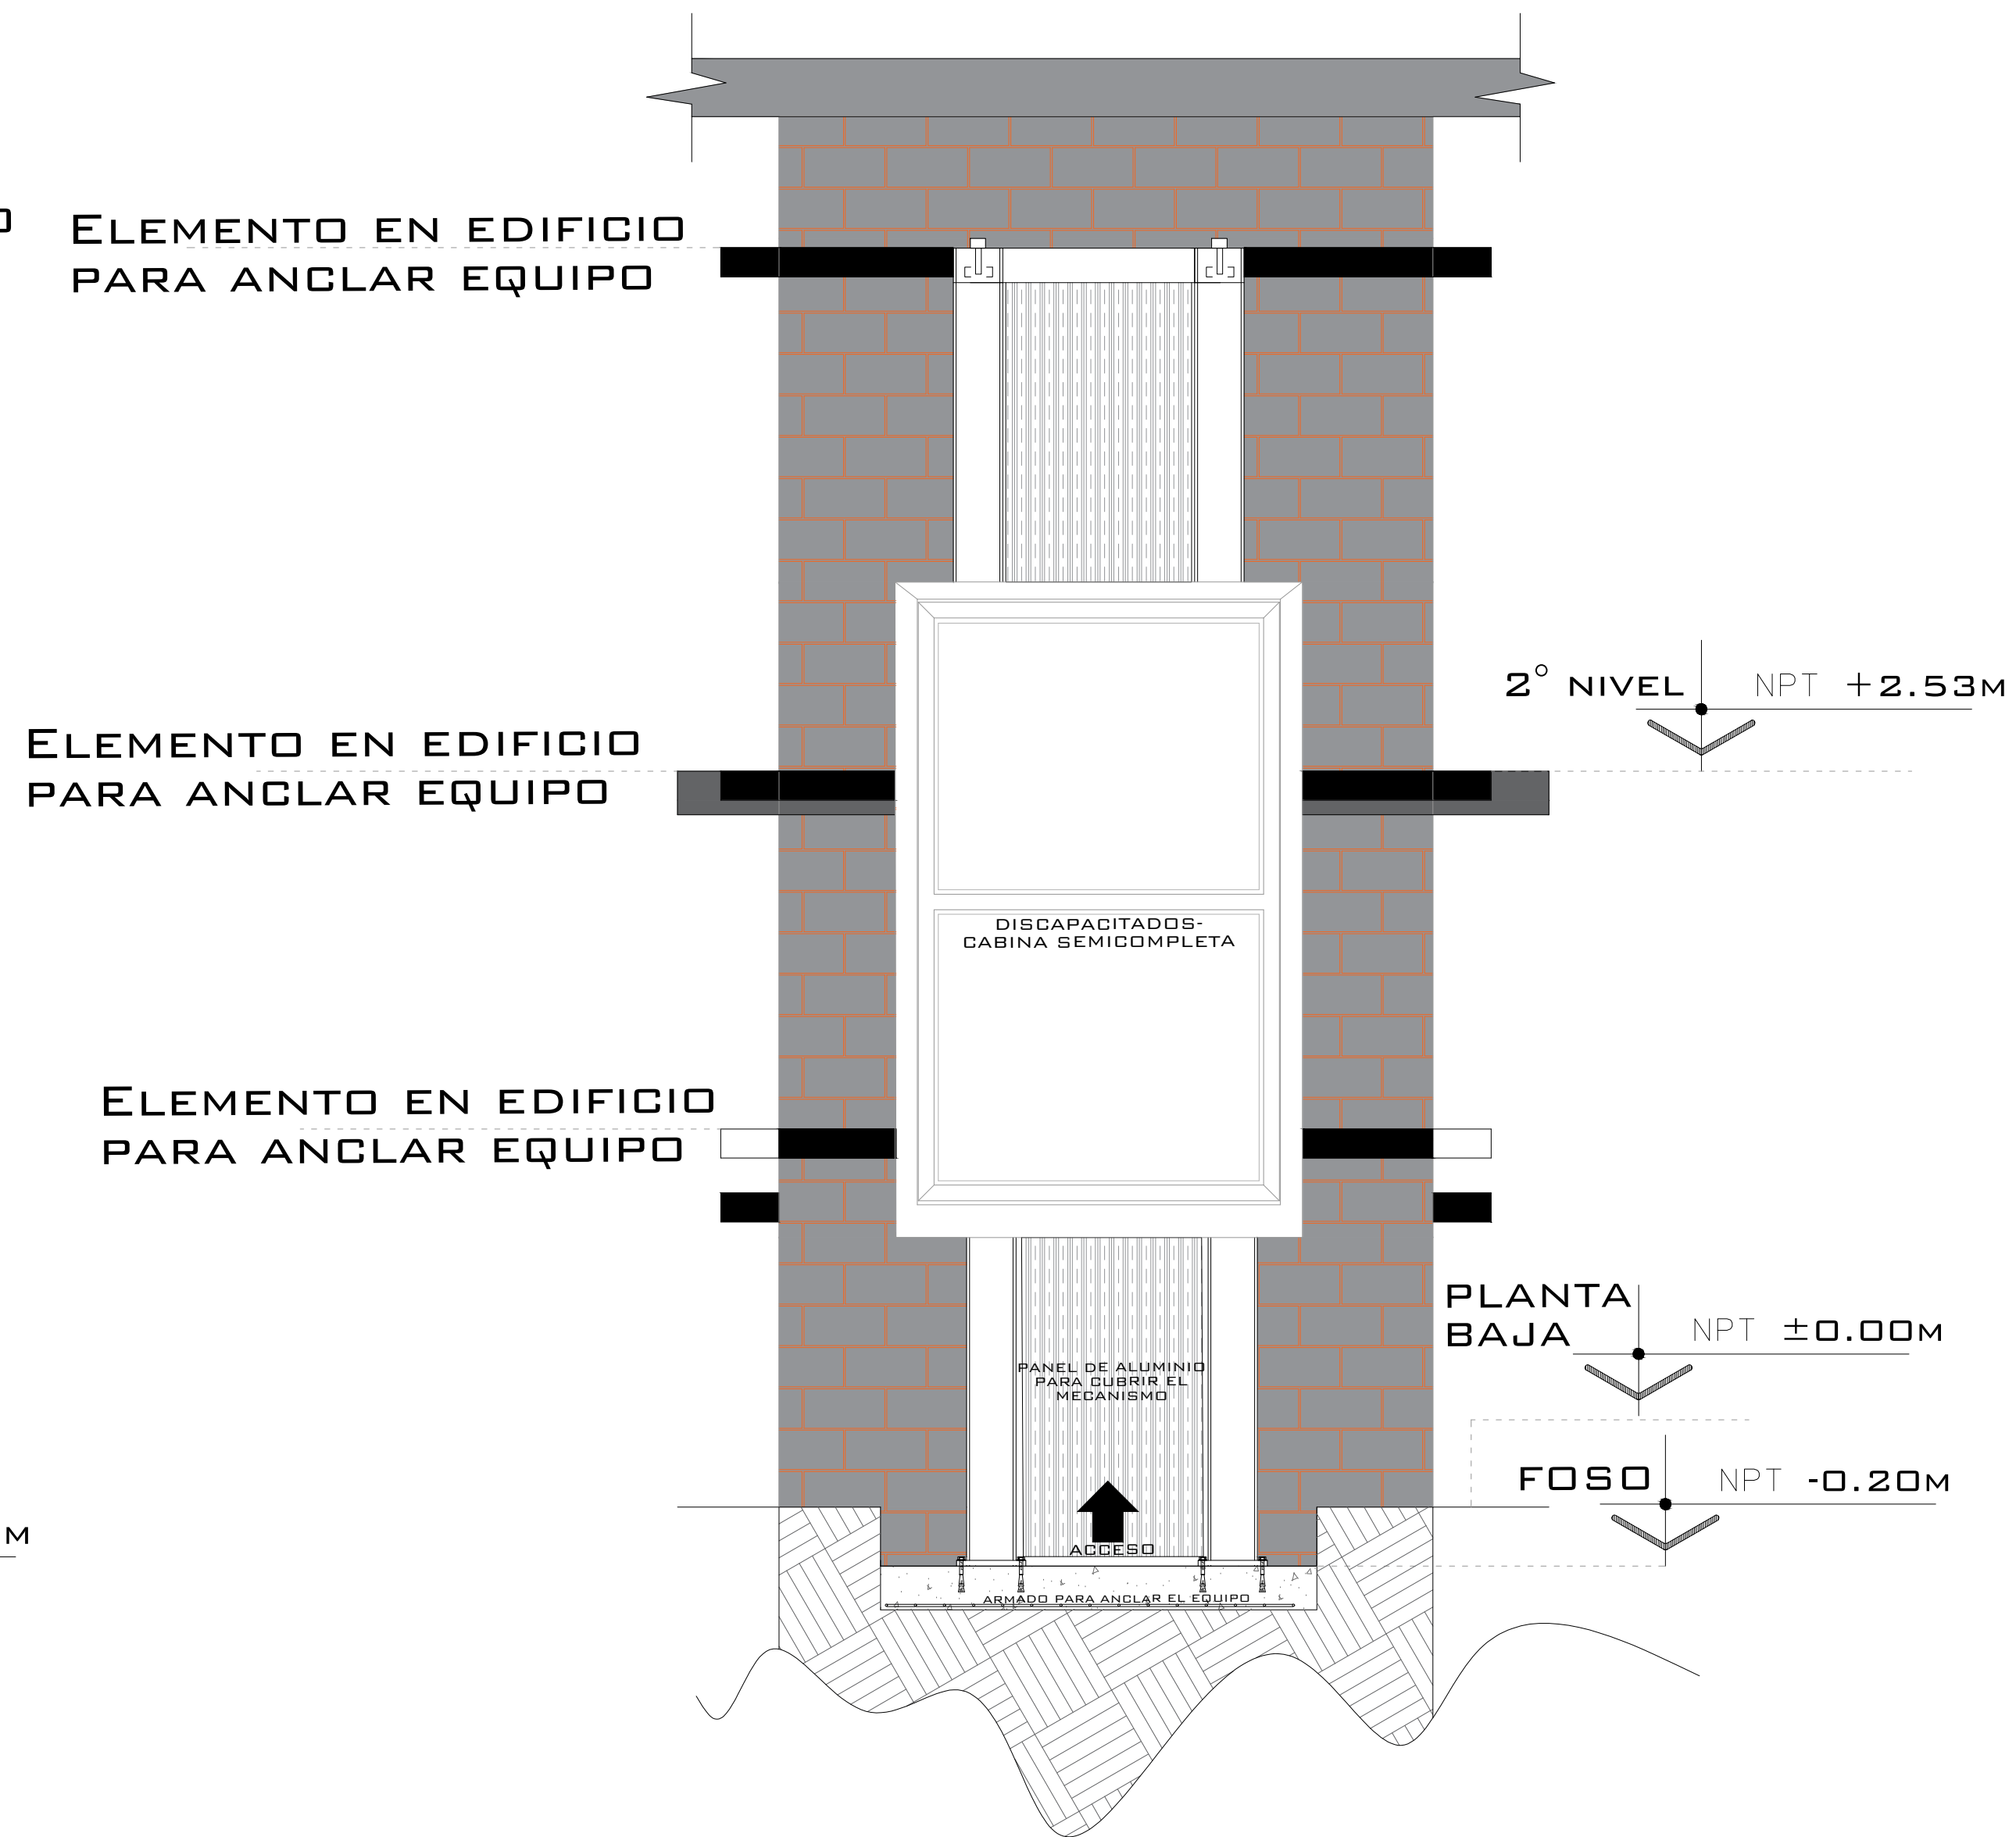 Elemento en edificio
para anclar equipo
2° nivel NPT +2.53m
Elemento en edificio
para anclar equipo
DISCAPACITADOS-
CABINA SEMICOMPLETA
Elemento en edificio
para anclar equipo
PLANTA
BAJA
NPT ±0.00m
PANEL DE ALUMINIO
PARA CUBRIR EL
MECANISMO
FOSO NPT -0.20m
ACCESO
ARMADO PARA ANCLAR EL EQUIPO
M